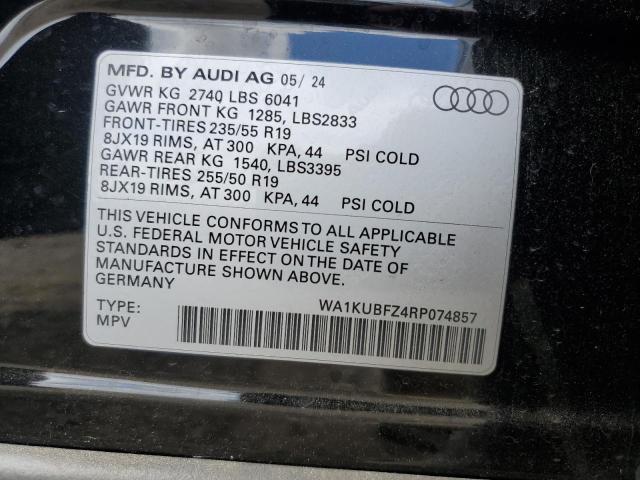 MFD. BY AUDI AG 05/ 24
GVWR KG 2740 LBS 6041
GAWR FRONT KG 1285, LBS2833
FRONT-TIRES 235/55 R19
8JX19 RIMS, AT 300 KPA, 44 PSI COLD
GAWR REAR KG 1540, LBS3395
REAR-TIRES 255/50 R19
8JX19 RIMS, AT 300 KPA, 44 PSI COLD
THIS VEHICLE CONFORMS TO ALL APPLICABLE
U.S. FEDERAL MOTOR VEHICLE SAFETY
STANDARDS IN EFFECT ON THE DATE OF
MANUFACTURE SHOWN ABOVE.
GERMANY
WA1KUBFZ4RP074857
TYPE:
MPV